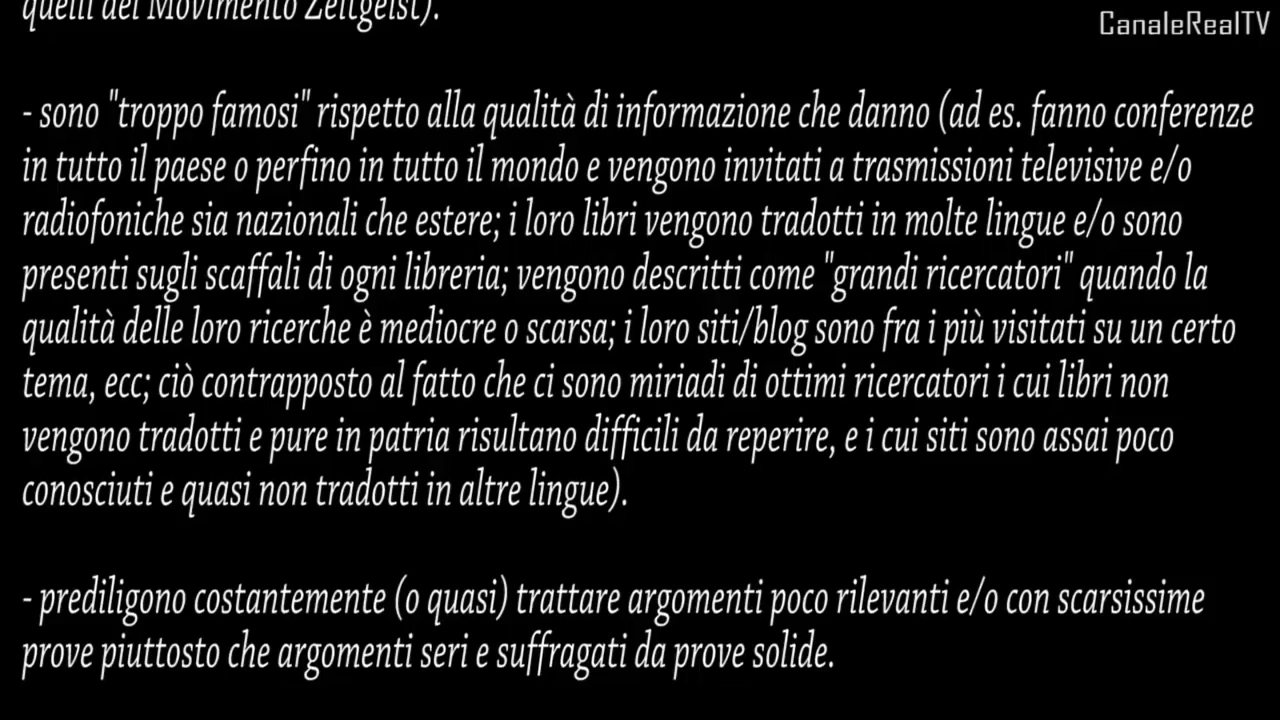 quelli del Movimento Zeitgeist).
CanaleRealTV
- sono "troppo famosi" rispetto alla qualità di informazione che danno (ad es. fanno conferenze
in tutto il paese o perfino in tutto il mondo e vengono invitati a trasmissioni televisive e/o
radiofoniche sia nazionali che estere; i loro libri vengono tradotti in molte lingue e/o sono
presenti sugli scaffali di ogni libreria; vengono descritti come "grandi ricercatori" quando la
qualità delle loro ricerche è mediocre o scarsa; i loro siti/blog sono fra i più visitati su un certo
tema, ecc; ciò contrapposto al fatto che ci sono miriadi di ottimi ricercatori i cui libri non
vengono tradotti e pure in patria risultano difficili da reperire, e i cui siti sono assai poco
conosciuti e quasi non tradotti in altre lingue).
- prediligono costantemente (o quasi) trattare argomenti poco rilevanti e/o con scarsissime
prove piuttosto che argomenti seri e suffragati da prove solide.